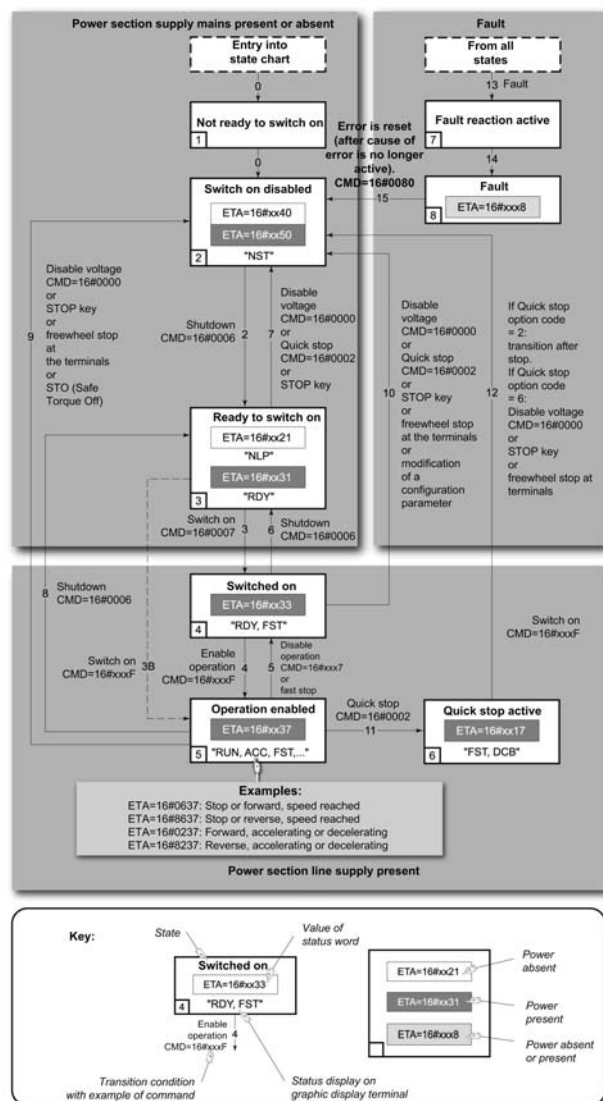 Power section supply mains present or absent
Entry into
state chart
0
Not ready to switch on
1
0
Switch on disabled
ETA=16#xx40
ETA=16#xx50
2
"NST"
Disable voltage
CMD=16#0000
or
STOP key
or
freewheel stop
at
the terminals
or
STO (Safe
Torque Off)
9
Shutdown
CMD=16#0006
2
7
Disable
voltage
CMD=16#0000
or
Quick stop
CMD=16#0002
or
STOP key
Ready to switch on
ETA=16#xx21
"NLP"
ETA=16#xx31
3
"RDY"
Switch on
CMD=16#0007
3
6
Shutdown
CMD=16#0006
Fault
From all
states
13
Fault
Fault reaction active
7
14
Fault
ETA=16#xxx8
8
Error is reset
(after cause of
error is no longer
active).
CMD=16#0080
15
10
Disable
voltage
CMD=16#0000
or
Quick stop
CMD=16#0002
or
STOP key
or
freewheel stop
at the terminals
or
modification
of a
configuration
parameter
12
If Quick stop
option code
= 2:
transition after
stop.
If Quick stop
option code
= 6:
Disable voltage
CMD=16#0000
or
STOP key
or
freewheel stop at
terminals
Switched on
ETA=16#xx33
4
"RDY, FST"
8
Shutdown
CMD=16#0006
Switch on
CMD=16#xxxF
3B
Enable
operation
CMD=16#xxxF
4
5
Disable
operation
CMD=16#xxx7
or
fast stop
Switch on
CMD=16#xxxF
Operation enabled
ETA=16#xx37
5
"RUN, ACC, FST,..."
Quick stop
CMD=16#0002
11
Quick stop active
ETA=16#xx17
6
"FST, DCB"
Examples:
ETA=16#0637: Stop or forward, speed reached
ETA=16#8637: Stop or reverse, speed reached
ETA=16#0237: Forward, accelerating or decelerating
ETA=16#8237: Reverse, accelerating or decelerating
Power section line supply present
Key:
State
Value of
status word
Switched on
ETA=16#xx33
4
"RDY, FST"
Enable
operation
CMD=16#xxxF
4
Transition condition
with example of command
Status display on
graphic display terminal
ETA=16#xx21
ETA=16#xx31
ETA=16#xxx8
Power
absent
Power
present
Power absent
or present